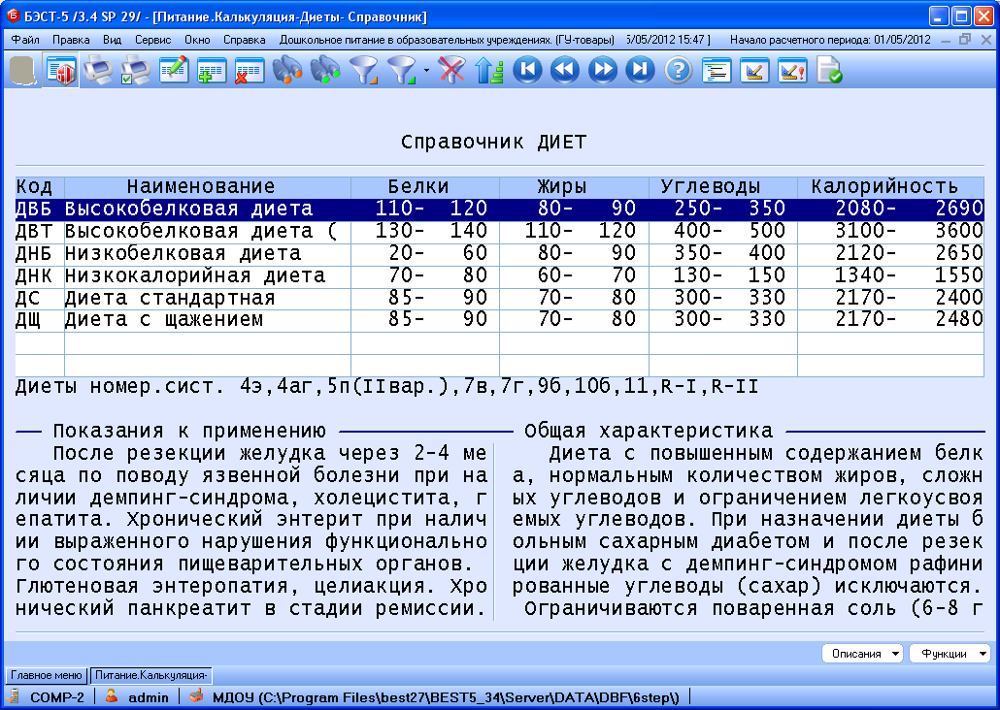 БЭСТ-5 /3.4 SP 29/ - [Питание.Калькуляция-Диеты- Справочник]
Файл Правка Вид Сервис Окно Справка Дошкольное питание в образовательных учреждениях. (ГУ-товары) 5/05/2012 15:47 ] Начало расчетного периода: 01/05/2012
Справочник ДИЕТ
Код Наименование Белки Жиры Углеводы Калорийность
ДВБ Высокобелковая диета 110- 120 80- 90 250- 350 2080- 2690
ДВТ Высокобелковая диета ( 130- 140 110- 120 400- 500 3100- 3600
ДНБ Низкобелковая диета 20- 60 80- 90 350- 400 2120- 2650
ДНК Низкокалорийная диета 70- 80 60- 70 130- 150 1340- 1550
ДС Диета стандартная 85- 90 70- 80 300- 330 2170- 2400
ДЩ Диета с щажением 85- 90 70- 80 300- 330 2170- 2480
Диеты номер.сист. 4э,4аг,5п(IIвар.),7в,7г,9б,10б,11,R-I,R-II
Показания к применению
После резекции желудка через 2-4 ме
сяца по поводу язвенной болезни при на
личии демпинг-синдрома, холецистита, г
епатита. Хронический энтерит при налич
ии выраженного нарушения функционально
го состояния пищеварительных органов.
Глютеновая энтеропатия, целиакция. Хро
нический панкреатит в стадии ремиссии.
Общая характеристика
Диета с повышенным содержанием белк
а, нормальным количеством жиров, сложн
ых углеводов и ограничением легкоусвоя
емых углеводов. При назначении диеты б
ольным сахарным диабетом и после резек
ции желудка с демпинг-синдромом рафини
рованные углеводы (сахар) исключаются.
Ограничиваются поваренная соль (6-8 г
Описания Функции
Главное меню Питание.Калькуляция-
COMP-2 admin МДОУ (C:\Program Files\best27\BEST5_34\Server\DATA\DBF\6step\)